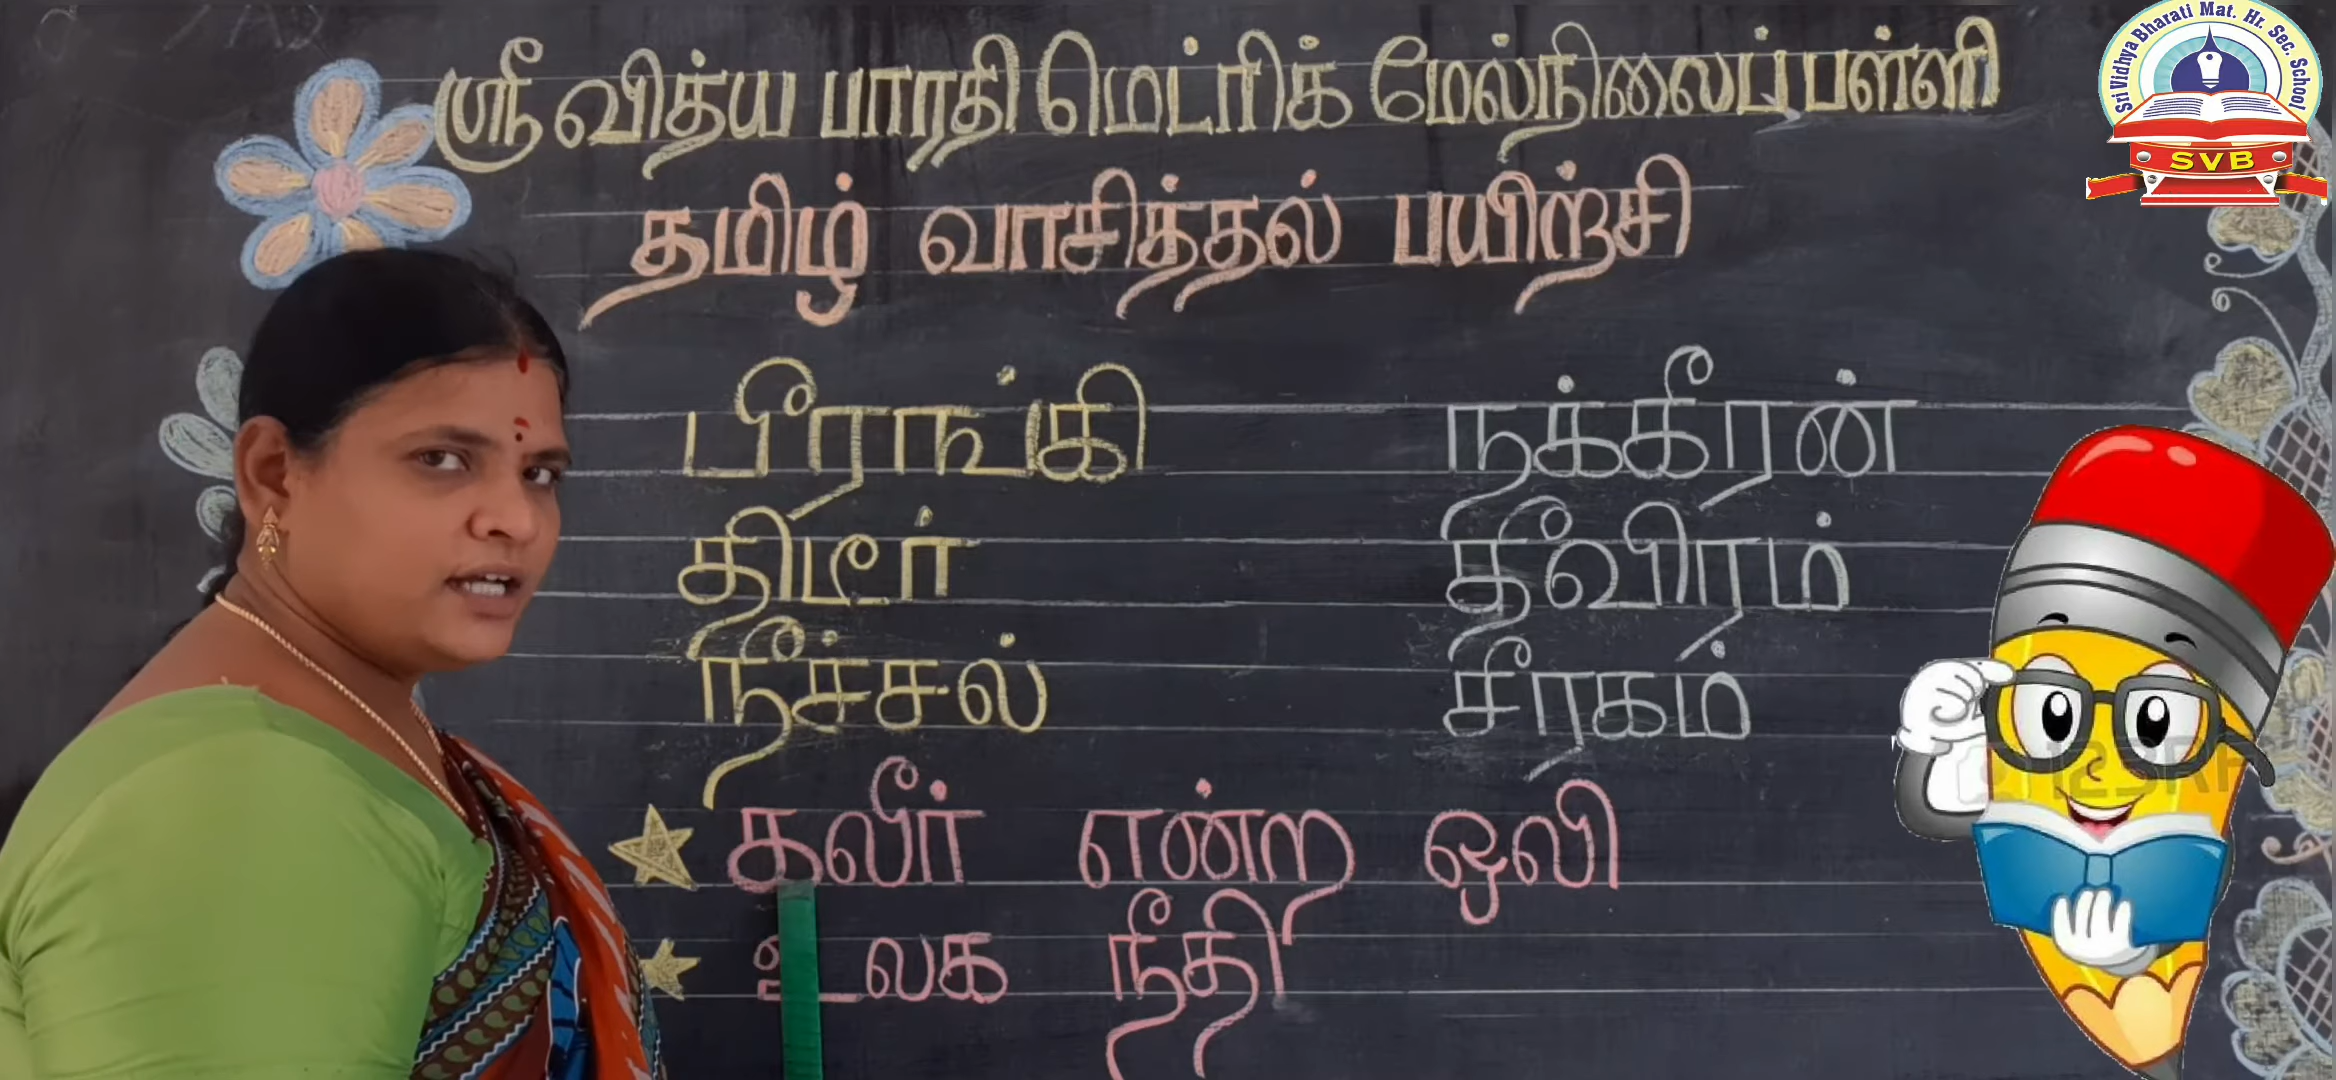 ஸ்ரீ வித்ய பாரதி மெட்ரிக் மேல்நிலைப் பள்ளி
தமிழ் வாசித்தல் பயிற்சி
பீரங்கி நக்கீரன்
திடீர் தீவிரம்
நீச்சல் சீரகம்
கலீர் என்ற ஒலி
உலக நீதி
Sri Vidhya Bharati Mat. Hr. Sec. School
SVB
123RF